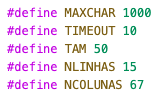 #define MAXCHAR 1000
#define TIMEOUT 10
#define TAM 50
#define NLINHAS 15
#define NCOLUNAS 67